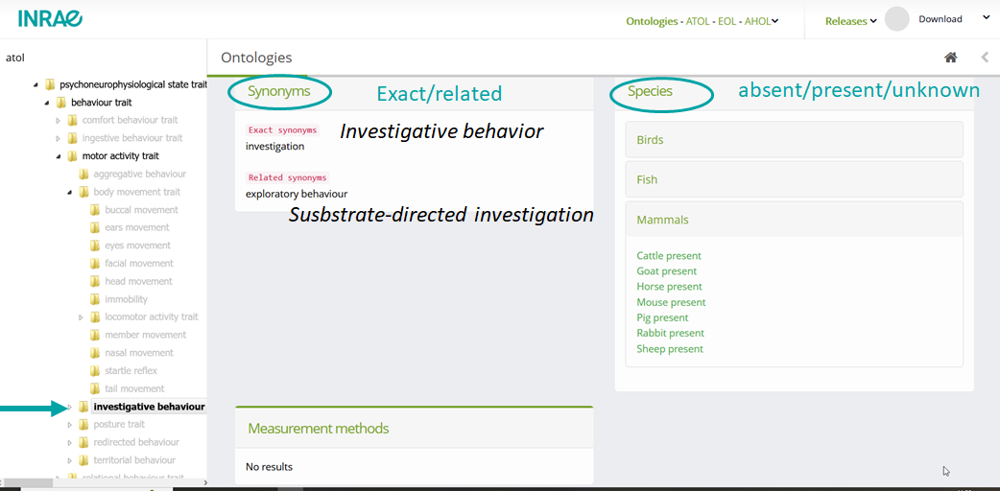 INRAE
Ontologies - ATOL - EOL - AHOL
Releases
Download
atol
Ontologies
psychoneurophysiological state trait
behaviour trait
comfort behaviour trait
ingestive behaviour trait
motor activity trait
aggregative behaviour
body movement trait
buccal movement
ears movement
eyes movement
facial movement
head movement
immobility
locomotor activity trait
member movement
nasal movement
startle reflex
tail movement
investigative behaviour
posture trait
redirected behaviour
territorial behaviour
relational behaviour trait
Synonyms
Exact/related
Exact synonyms
Investigative behavior
investigation
Related synonyms
exploratory behaviour
Susbstrate-directed investigation
Measurement methods
No results
Species
absent/present/unknown
Birds
Fish
Mammals
Cattle present
Goat present
Horse present
Mouse present
Pig present
Rabbit present
Sheep present